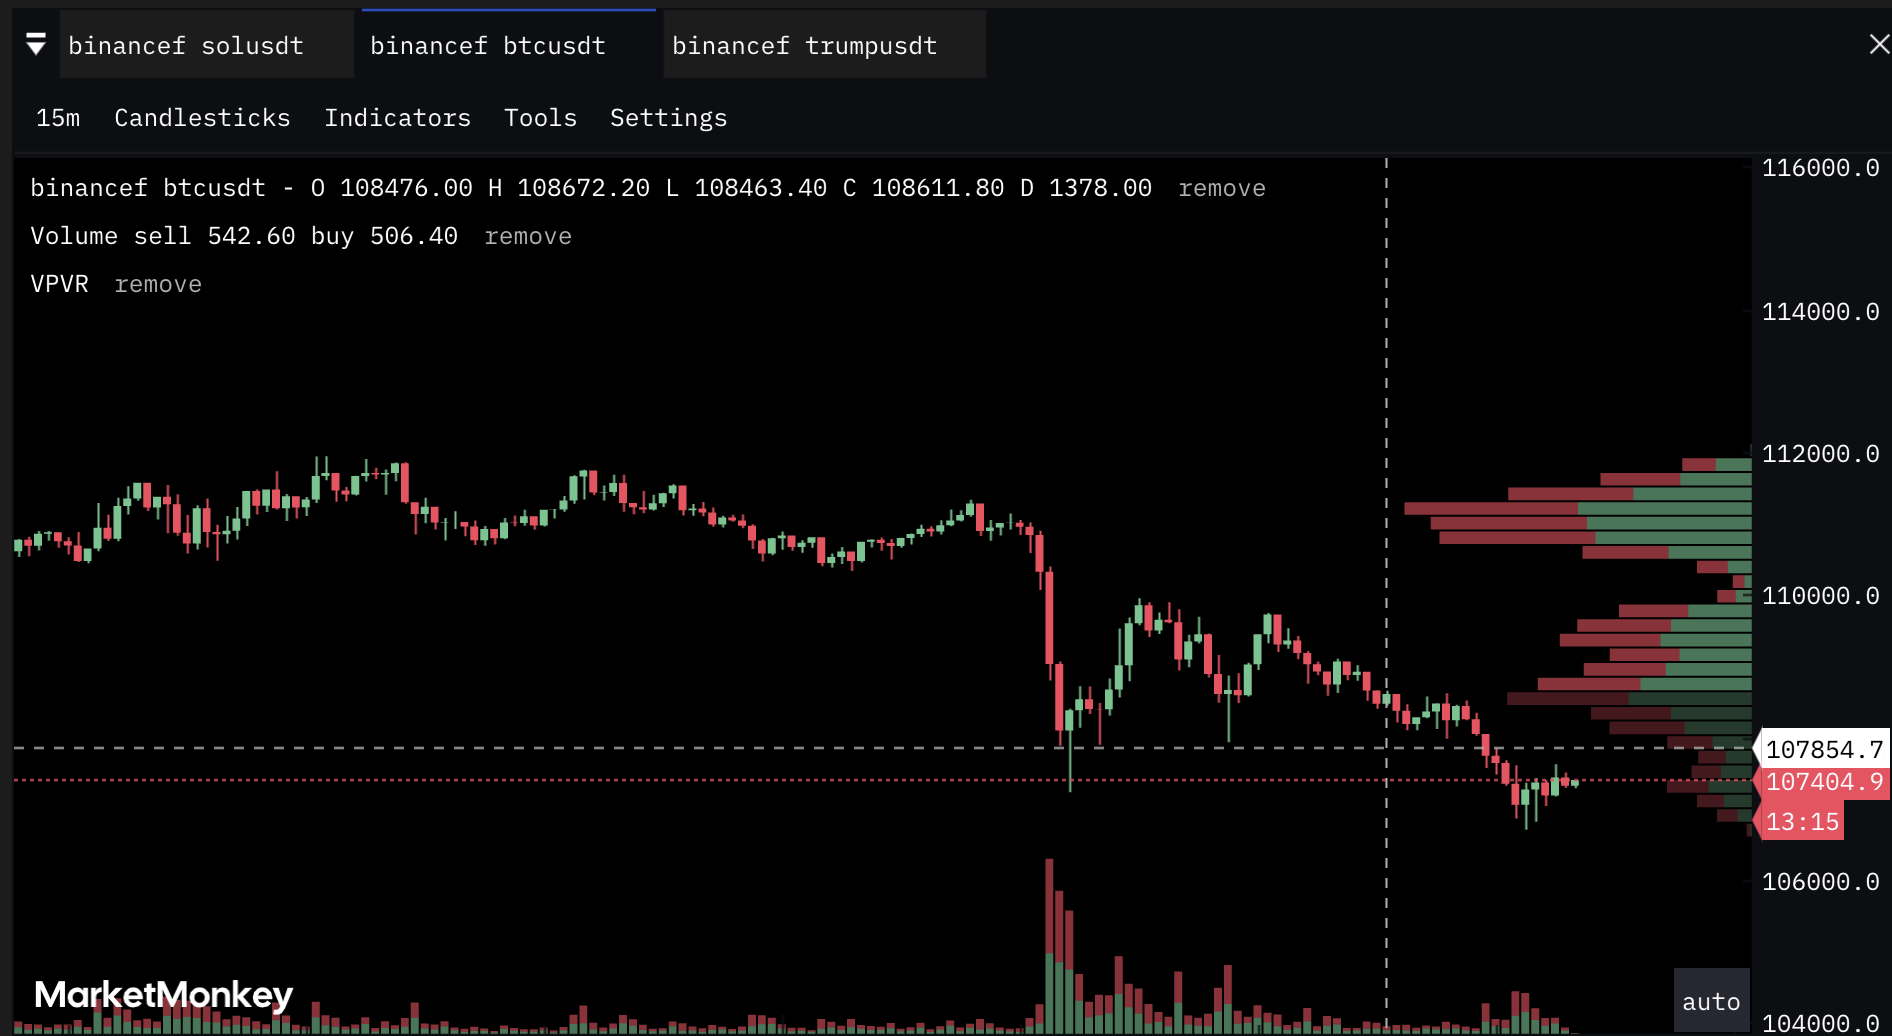 binancef solusdt binancef btcusdt binancef trumpusdt
15m Candlesticks Indicators Tools Settings
binancef btcusdt - O 108476.00 H 108672.20 L 108463.40 C 108611.80 D 1378.00 remove
Volume sell 542.60 buy 506.40 remove
VPVR remove
116000.0
114000.0
112000.0
110000.0
107854.7
107404.9
13:15
106000.0
MarketMonkey
auto
104000.0